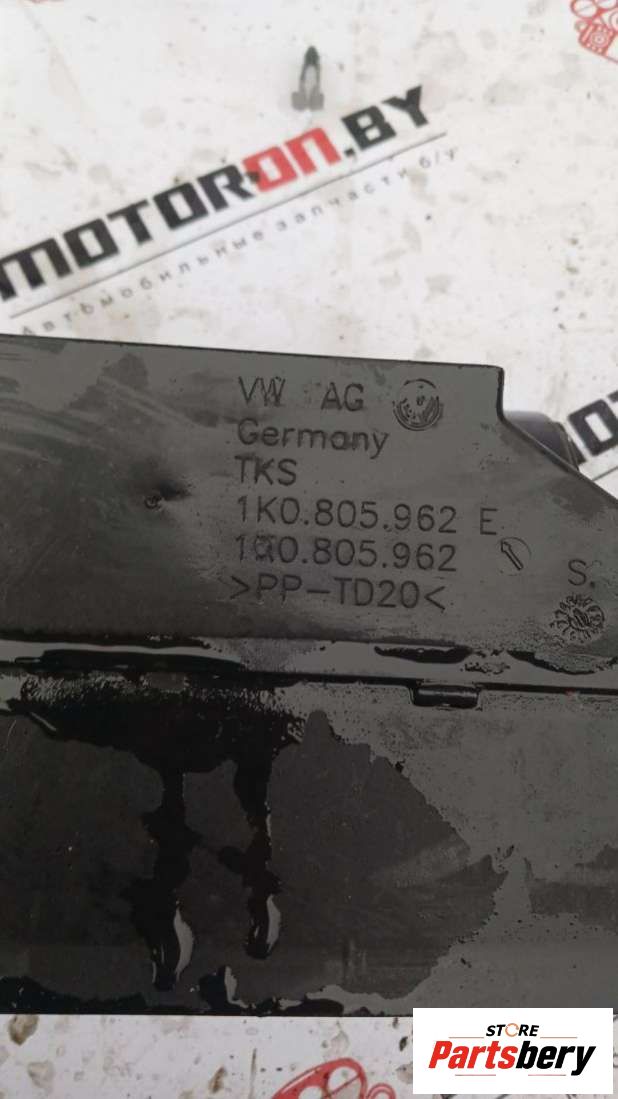 MOTORON.BY
Автомобильные запчасти б/у
VW AG
Germany
TKS
1K0.805.962 E
1Q0.805.962
S.
>PP-TD20<
STORE
Partsbery